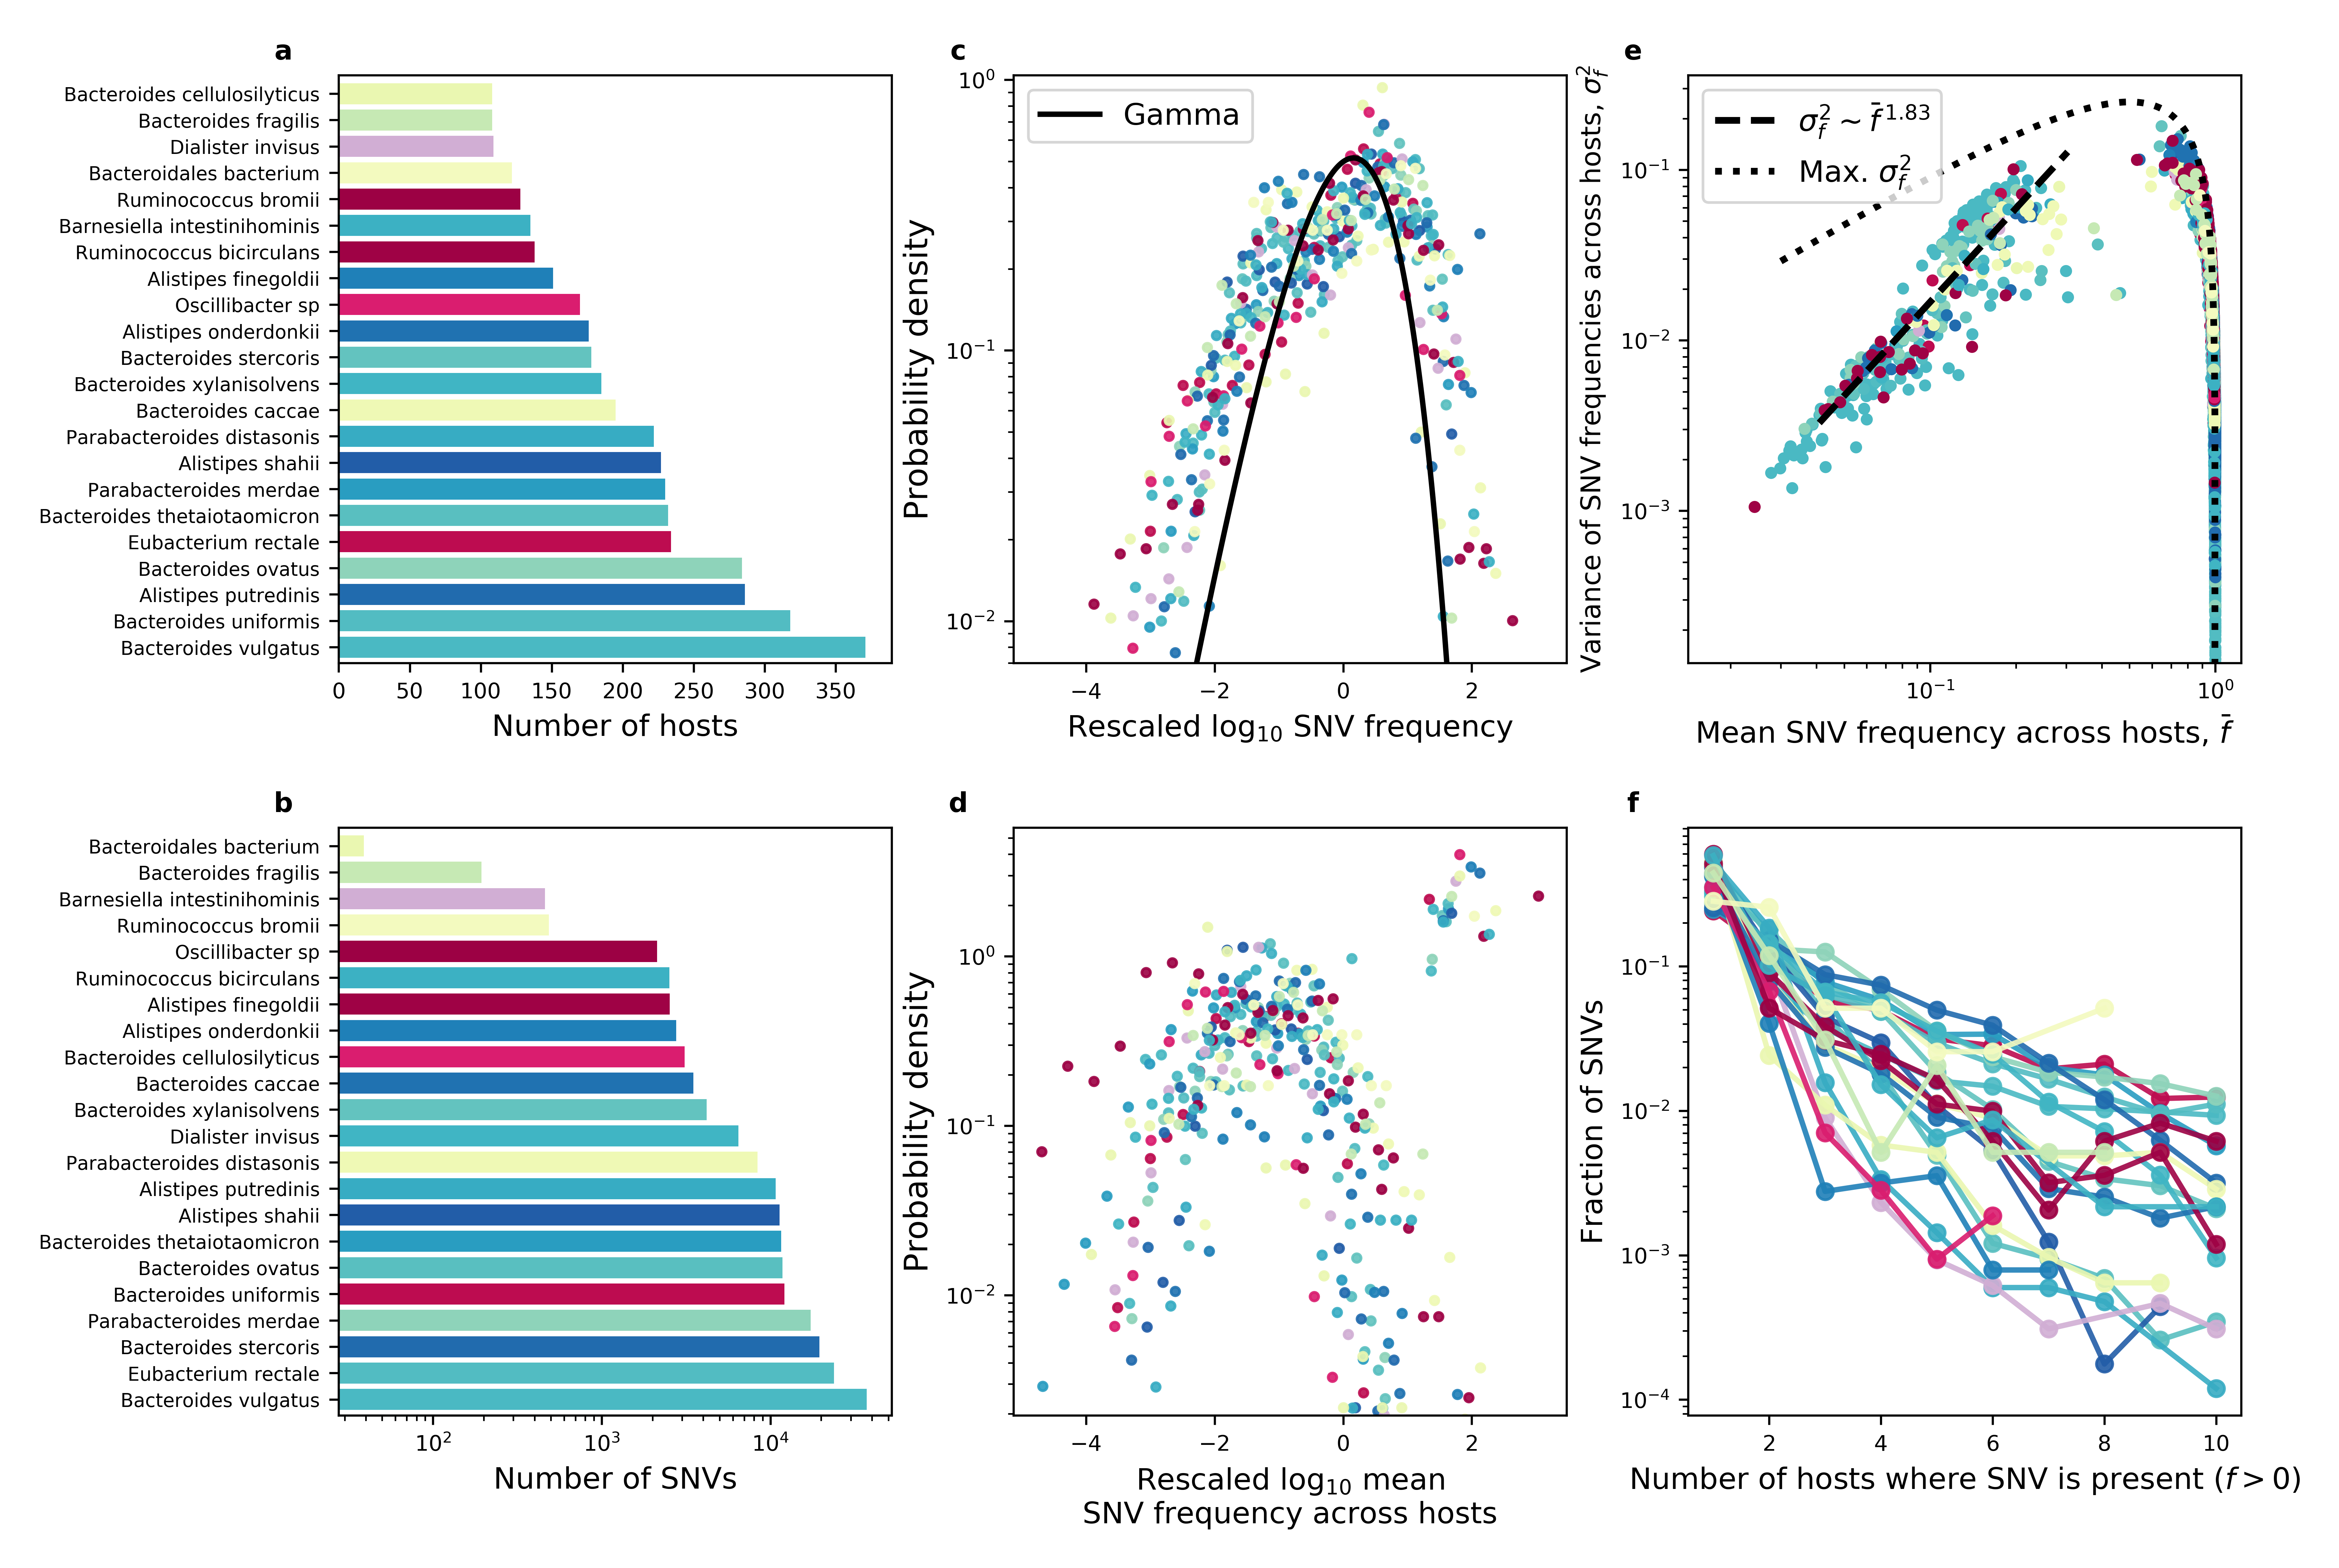 a
Bacteroides cellulosilyticus
Bacteroides fragilis
Dialister invisus
Bacteroidales bacterium
Ruminococcus bromii
Barnesiella intestinihominis
Ruminococcus bicirculans
Alistipes finegoldii
Oscillibacter sp
Alistipes onderdonkii
Bacteroides stercoris
Bacteroides xylanisolvens
Bacteroides caccae
Parabacteroides distasonis
Alistipes shahii
Parabacteroides merdae
Bacteroides thetaiotaomicron
Eubacterium rectale
Bacteroides ovatus
Alistipes putredinis
Bacteroides uniformis
Bacteroides vulgatus
0 50 100 150 200 250 300 350
Number of hosts
c
Probability density
10⁰
10⁻¹
10⁻²
Gamma
−4 −2 0 2
Rescaled log₁₀ SNV frequency
e
Variance of SNV frequencies across hosts, σ_f²
10⁻¹
10⁻²
10⁻³
σ_f² ~ f̄^1.83
Max. σ_f²
10⁻¹ 10⁰
Mean SNV frequency across hosts, f̄
b
Bacteroidales bacterium
Bacteroides fragilis
Barnesiella intestinihominis
Ruminococcus bromii
Oscillibacter sp
Ruminococcus bicirculans
Alistipes finegoldii
Alistipes onderdonkii
Bacteroides cellulosilyticus
Bacteroides caccae
Bacteroides xylanisolvens
Dialister invisus
Parabacteroides distasonis
Alistipes putredinis
Alistipes shahii
Bacteroides thetaiotaomicron
Bacteroides ovatus
Bacteroides uniformis
Parabacteroides merdae
Bacteroides stercoris
Eubacterium rectale
Bacteroides vulgatus
10² 10³ 10⁴
Number of SNVs
d
Probability density
10⁰
10⁻¹
10⁻²
−4 −2 0 2
Rescaled log₁₀ mean
SNV frequency across hosts
f
Fraction of SNVs
10⁻¹
10⁻²
10⁻³
10⁻⁴
2 4 6 8 10
Number of hosts where SNV is present (f > 0)